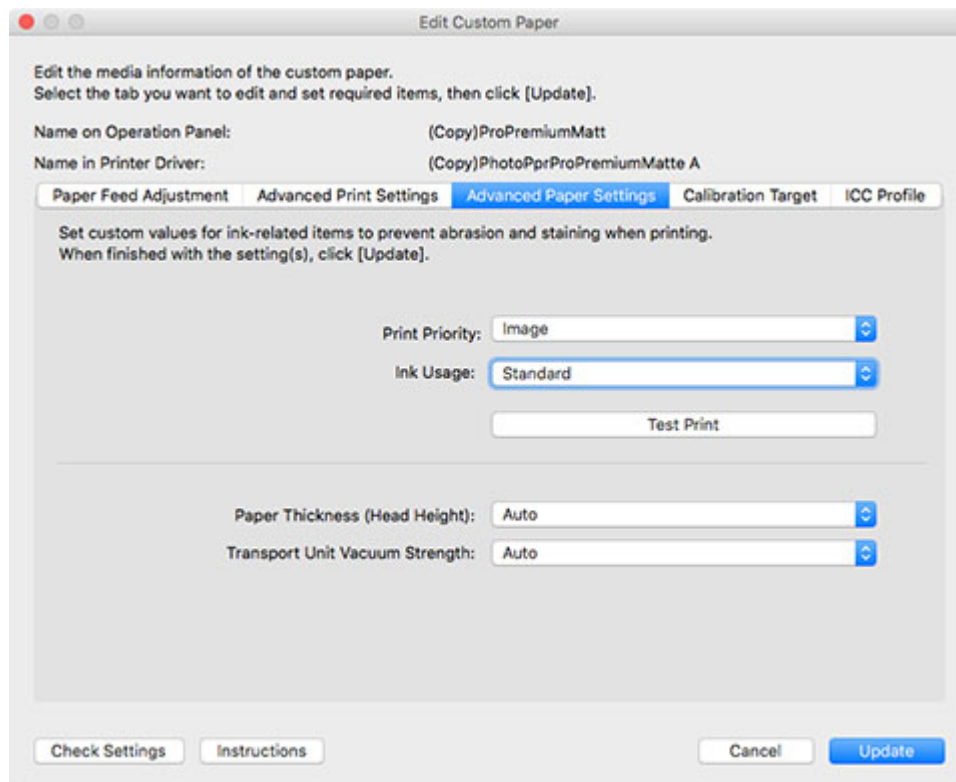 Edit Custom Paper
Edit the media information of the custom paper.
Select the tab you want to edit and set required items, then click [Update].
Name on Operation Panel: (Copy)ProPremiumMatt
Name in Printer Driver: (Copy)PhotoPprProPremiumMatte A
Paper Feed Adjustment Advanced Print Settings Advanced Paper Settings Calibration Target ICC Profile
Set custom values for ink-related items to prevent abrasion and staining when printing.
When finished with the setting(s), click [Update].
Print Priority: Image
Ink Usage: Standard
Test Print
Paper Thickness (Head Height): Auto
Transport Unit Vacuum Strength: Auto
Check Settings Instructions Cancel Update